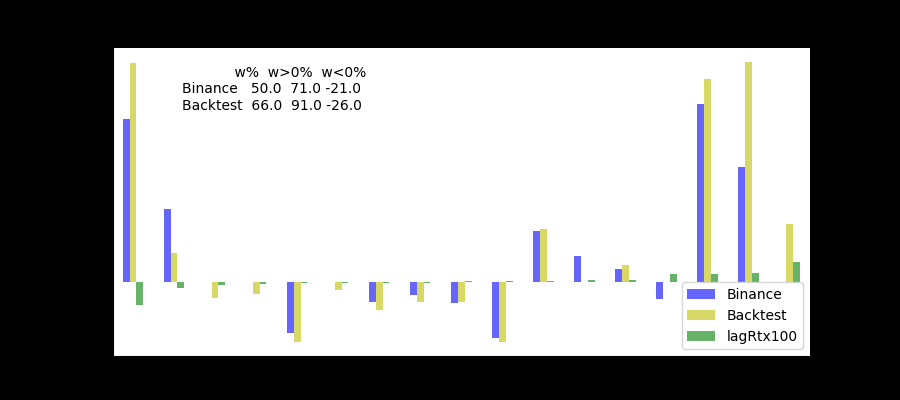 w% w>0% w<0%
Binance 50.0 71.0 -21.0
Backtest 66.0 91.0 -26.0
Binance
Backtest
lagRtx100